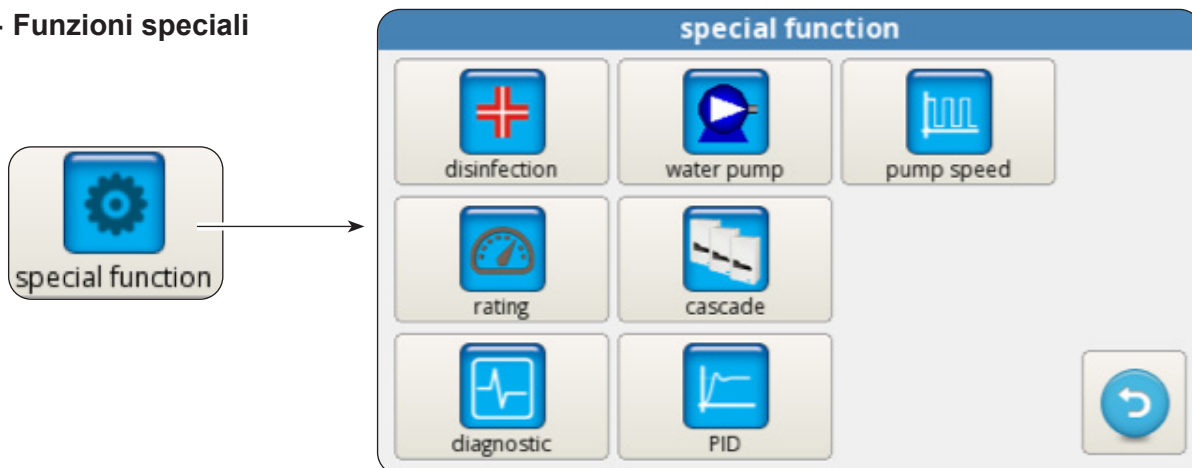 - Funzioni speciali
special function
special function
disinfection
water pump
pump speed
rating
cascade
diagnostic
PID